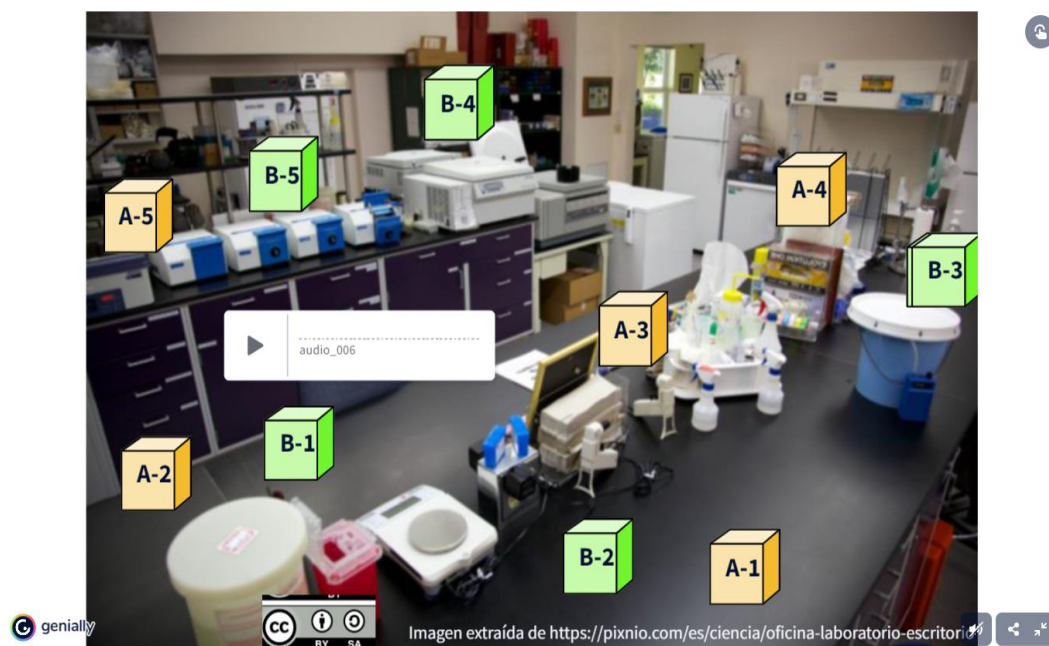 B-4
B-5
A-5
A-4
B-3
A-3
audio_006
B-1
A-2
B-2
A-1
CC
BY SA
Imagen extraída de https://pixnio.com/es/ciencia/oficina-laboratorio-escritorio
genially